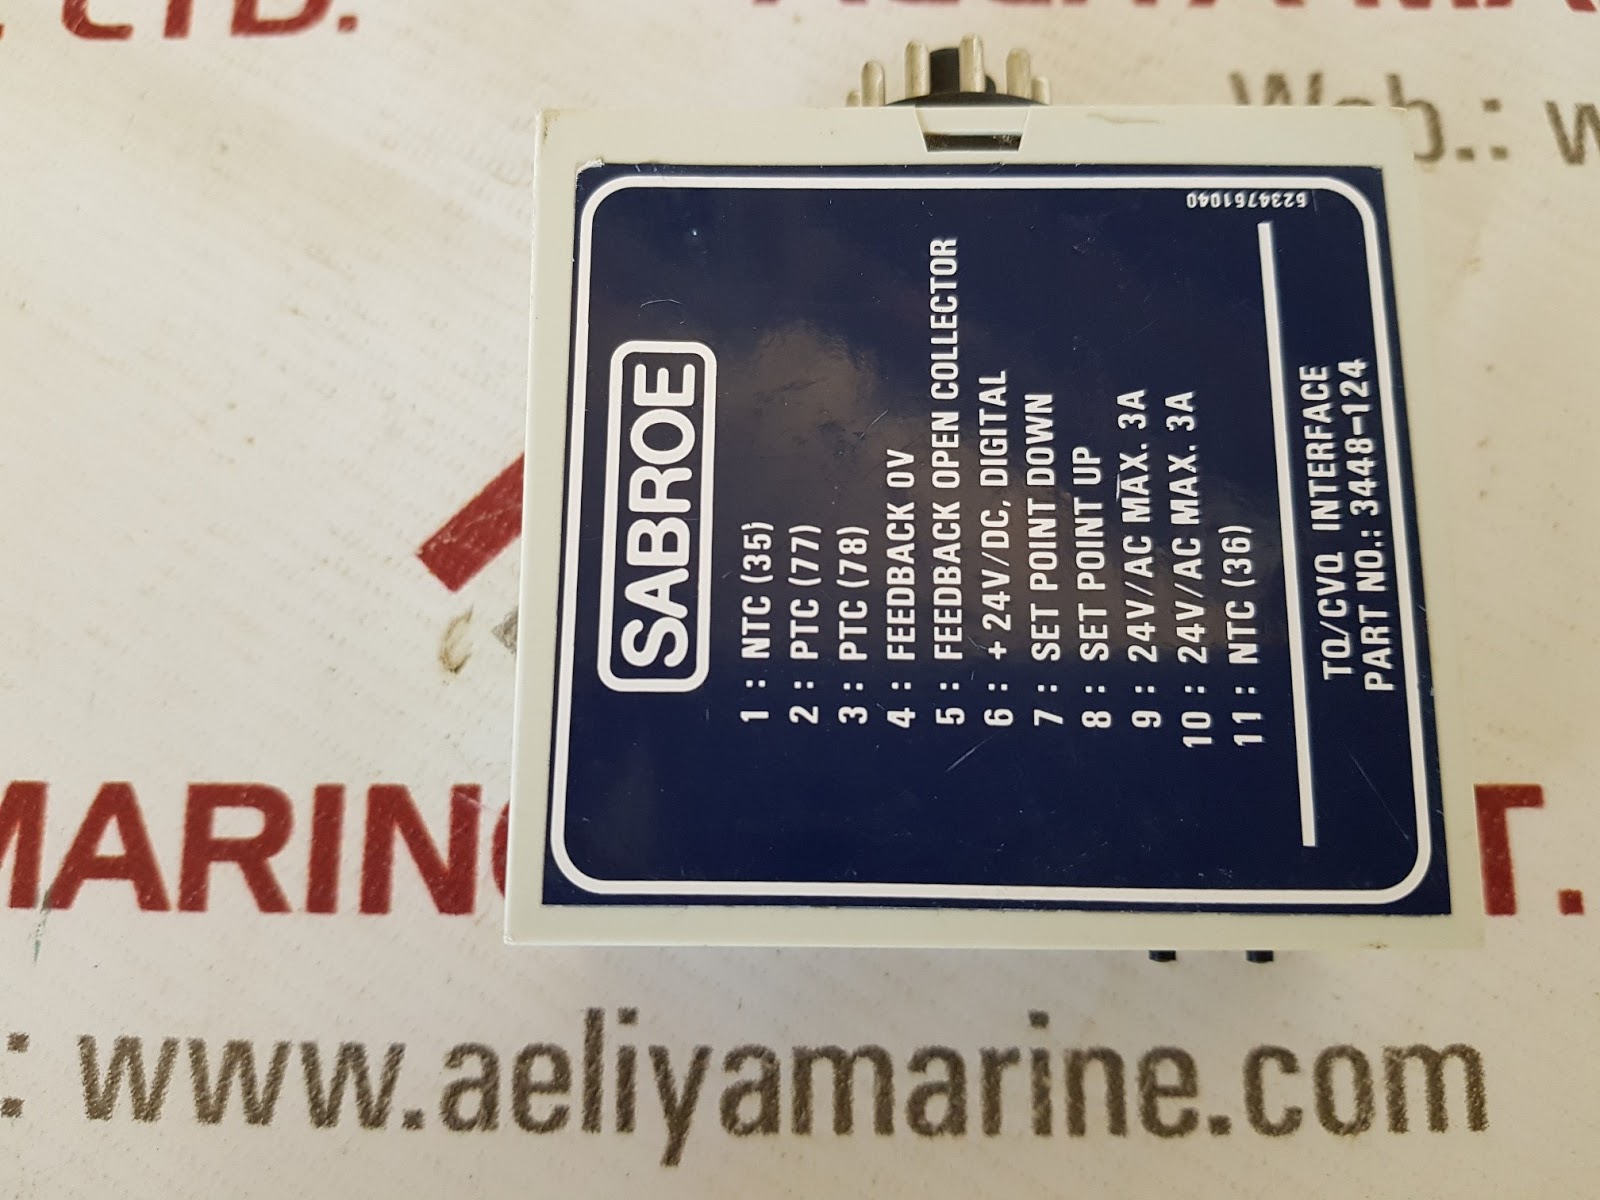 LTD.
Web.: w
SABROE
1 : NTC (35)
2 : PTC (77)
3 : PTC (78)
4 : FEEDBACK 0V
5 : FEEDBACK OPEN COLLECTOR
6 : + 24V/DC, DIGITAL
7 : SET POINT DOWN
8 : SET POINT UP
9 : 24V/AC MAX. 3A
10 : 24V/AC MAX. 3A
11 : NTC (36)
TQ/CVQ INTERFACE
PART NO.: 3448-124
5234751040
MARIN
T.
: www.aeliyamarine.com